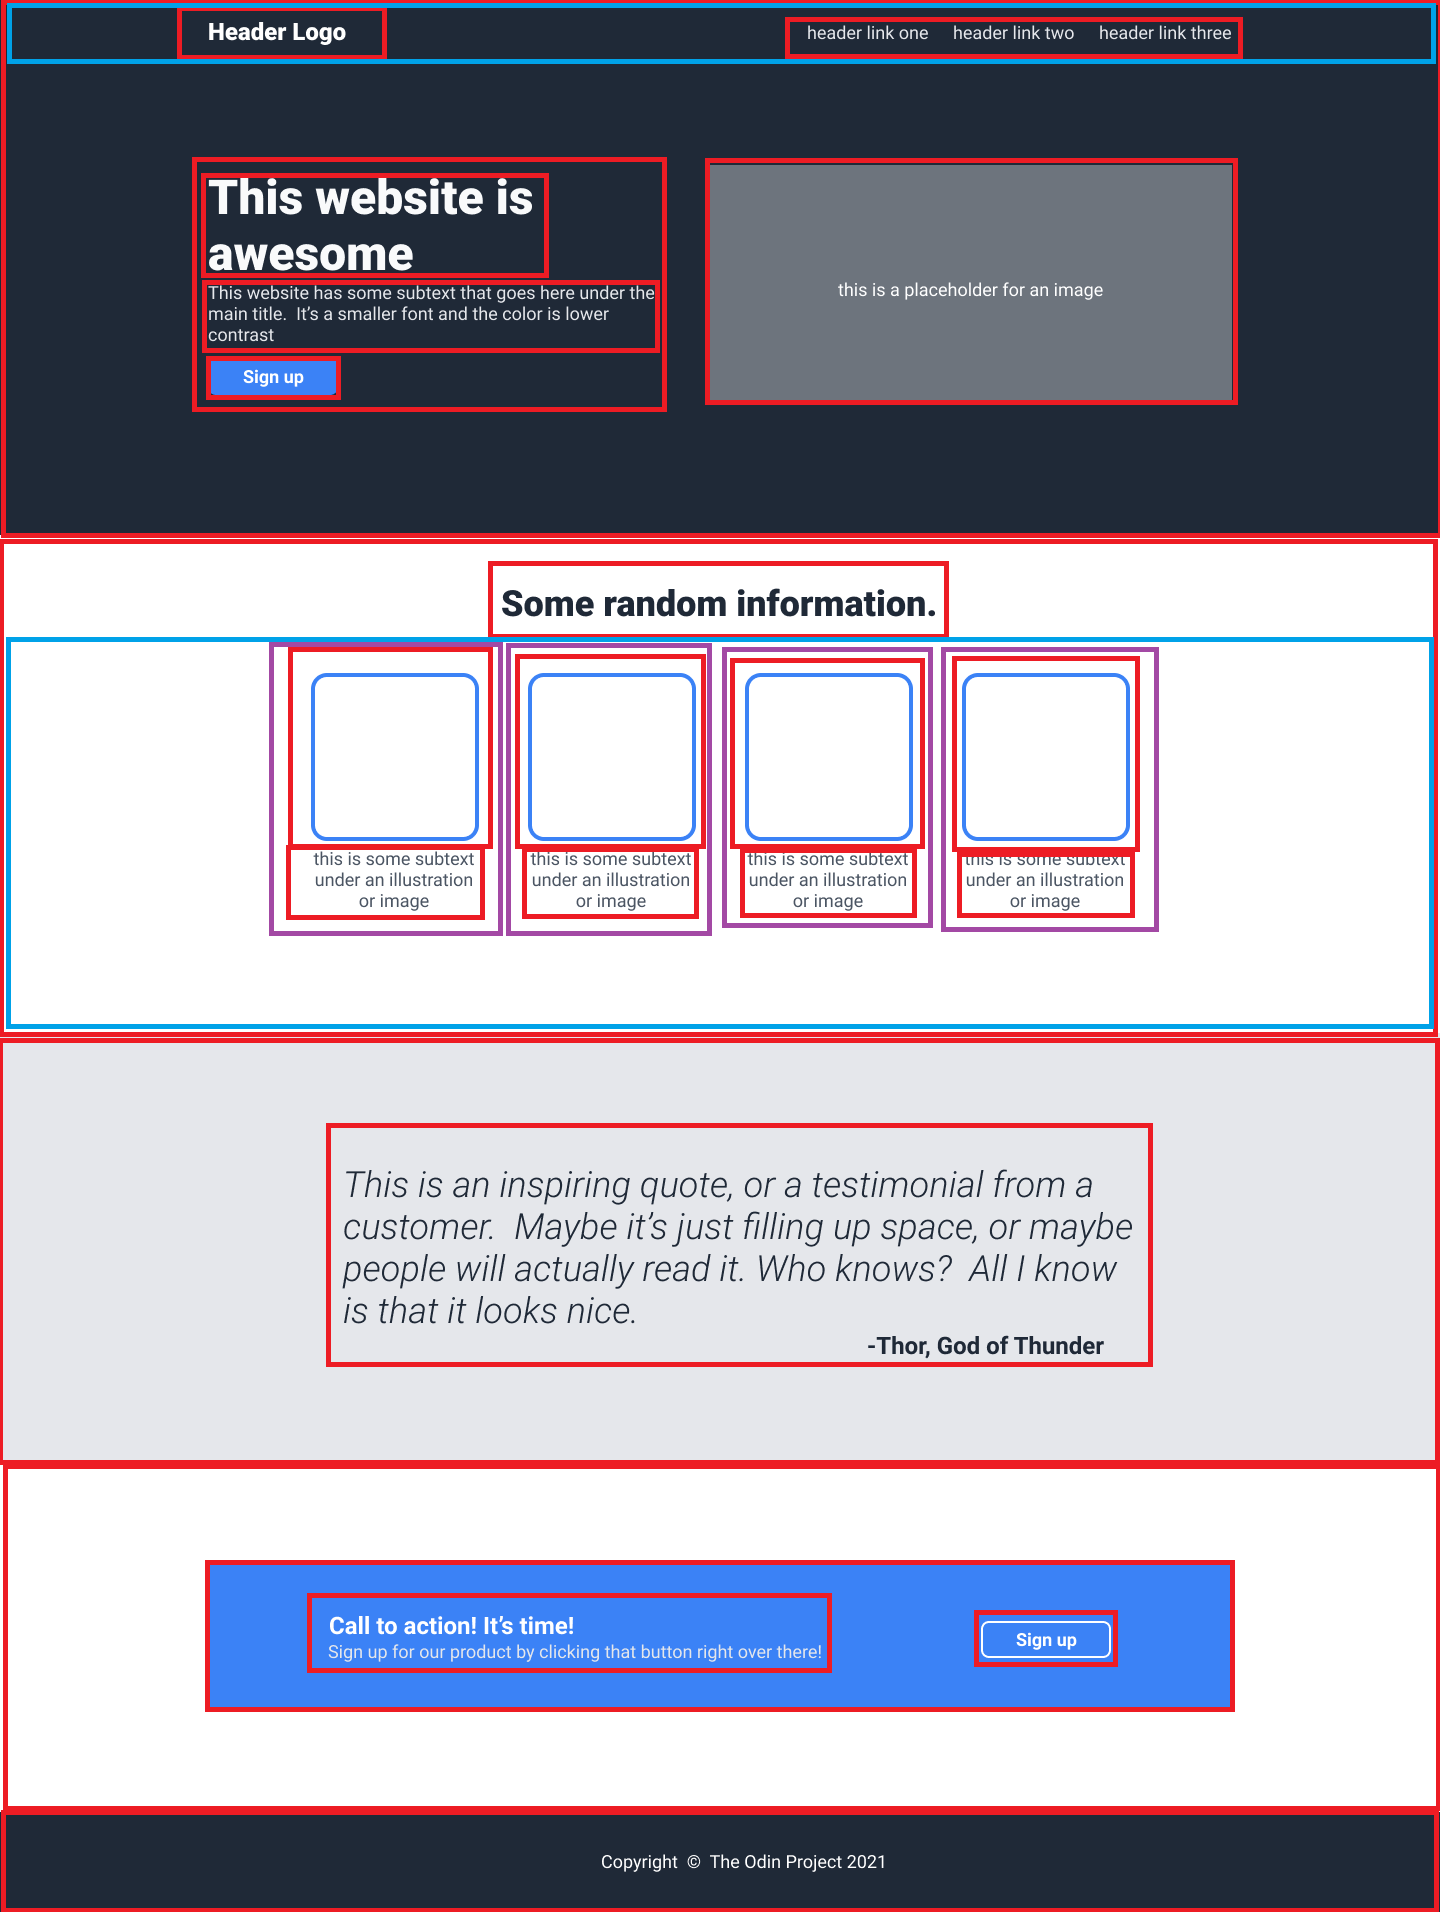 Header Logo
header link one header link two header link three
This website is
awesome
This website has some subtext that goes here under the
main title.  It’s a smaller font and the color is lower
contrast
Sign up
this is a placeholder for an image
Some random information.
this is some subtext
under an illustration
or image
this is some subtext
under an illustration
or image
this is some subtext
under an illustration
or image
this is some subtext
under an illustration
or image
This is an inspiring quote, or a testimonial from a
customer.  Maybe it’s just filling up space, or maybe
people will actually read it. Who knows?  All I know
is that it looks nice.
-Thor, God of Thunder
Call to action! It’s time!
Sign up for our product by clicking that button right over there!
Sign up
Copyright © The Odin Project 2021